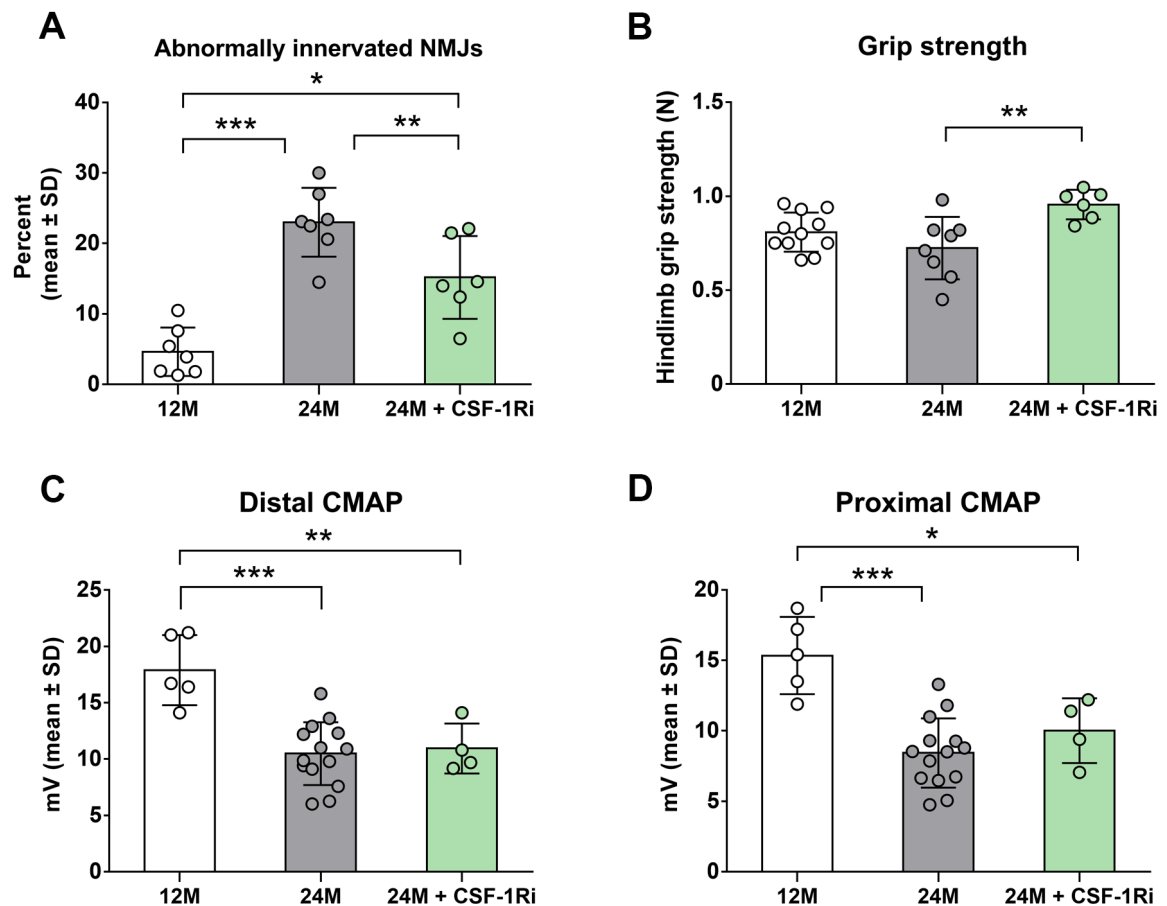 A
Abnormally innervated NMJs
*
***
**
Percent
(mean ± SD)
40
30
20
10
0
12M
24M
24M + CSF-1Ri
B
Grip strength
**
Hindlimb grip strength (N)
1.5
1.0
0.5
0
12M
24M
24M + CSF-1Ri
C
Distal CMAP
**
***
mV (mean ± SD)
25
20
15
10
5
0
12M
24M
24M + CSF-1Ri
D
Proximal CMAP
*
***
mV (mean ± SD)
20
15
10
5
0
12M
24M
24M + CSF-1Ri